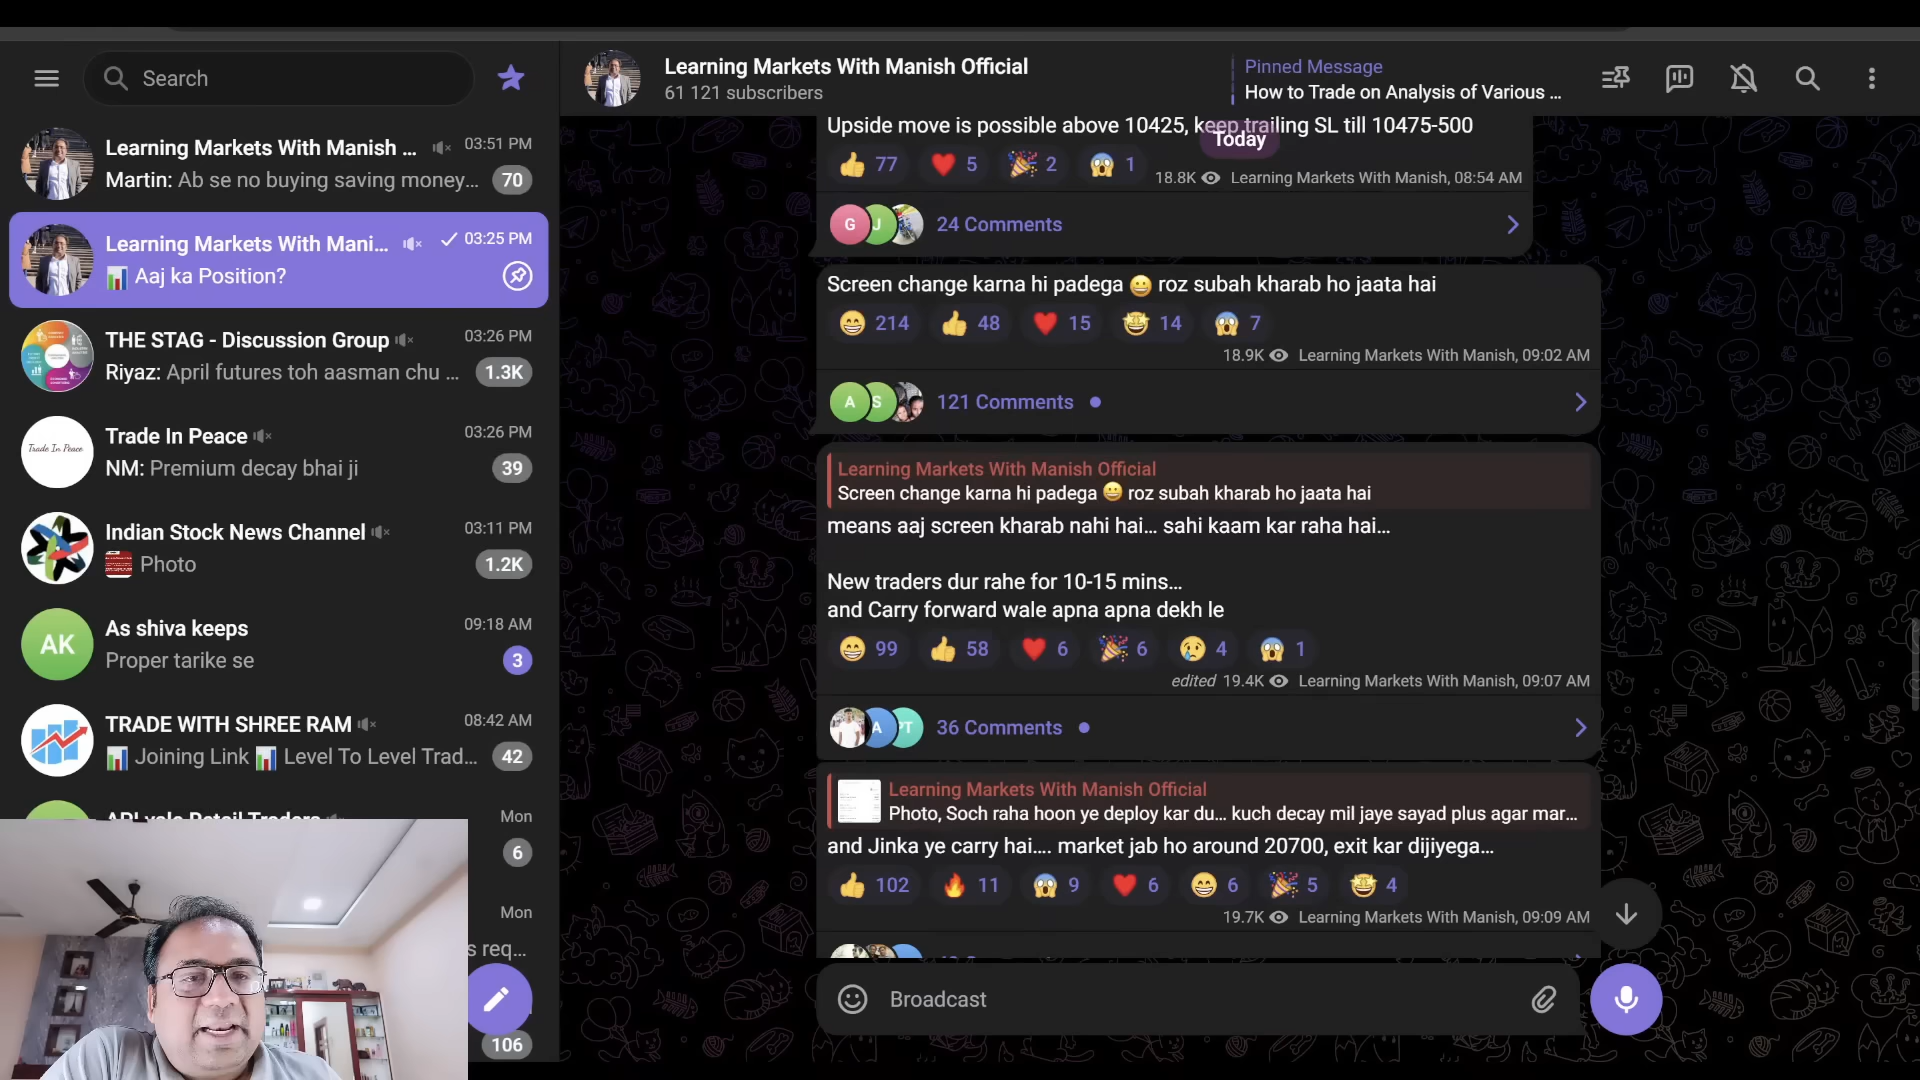 Search
Learning Markets With Manish ...
03:51 PM
Martin: Ab se no buying saving money...
70
Learning Markets With Mani...
03:25 PM
Aaj ka Position?
THE STAG - Discussion Group
03:26 PM
Riyaz: April futures toh aasman chu ...
1.3K
Trade In Peace
Trade In Peace
03:26 PM
NM: Premium decay bhai ji
39
Indian Stock News Channel
03:11 PM
Photo
1.2K
AK
As shiva keeps
09:18 AM
Proper tarike se
3
TRADE WITH SHREE RAM
08:42 AM
Joining Link 📊 Level To Level Trad...
42
Mon
6
Mon
s req...
106
Learning Markets With Manish Official
61 121 subscribers
Pinned Message
How to Trade on Analysis of Various ...
Upside move is possible above 10425, keep trailing SL till 10475-500
Today
77 5 2 1
18.8K Learning Markets With Manish, 08:54 AM
G J
24 Comments
Screen change karna hi padega 😀 roz subah kharab ho jaata hai
214 48 15 14 7
18.9K Learning Markets With Manish, 09:02 AM
A S
121 Comments
Learning Markets With Manish Official
Screen change karna hi padega 😀 roz subah kharab ho jaata hai
means aaj screen kharab nahi hai... sahi kaam kar raha hai...
New traders dur rahe for 10-15 mins...
and Carry forward wale apna apna dekh le
99 58 6 6 4 1
edited 19.4K Learning Markets With Manish, 09:07 AM
A PT
36 Comments
Learning Markets With Manish Official
Photo, Soch raha hoon ye deploy kar du... kuch decay mil jaye sayad plus agar mar...
and Jinka ye carry hai.... market jab ho around 20700, exit kar dijiyega...
102 11 9 6 6 5 4
19.7K Learning Markets With Manish, 09:09 AM
Broadcast